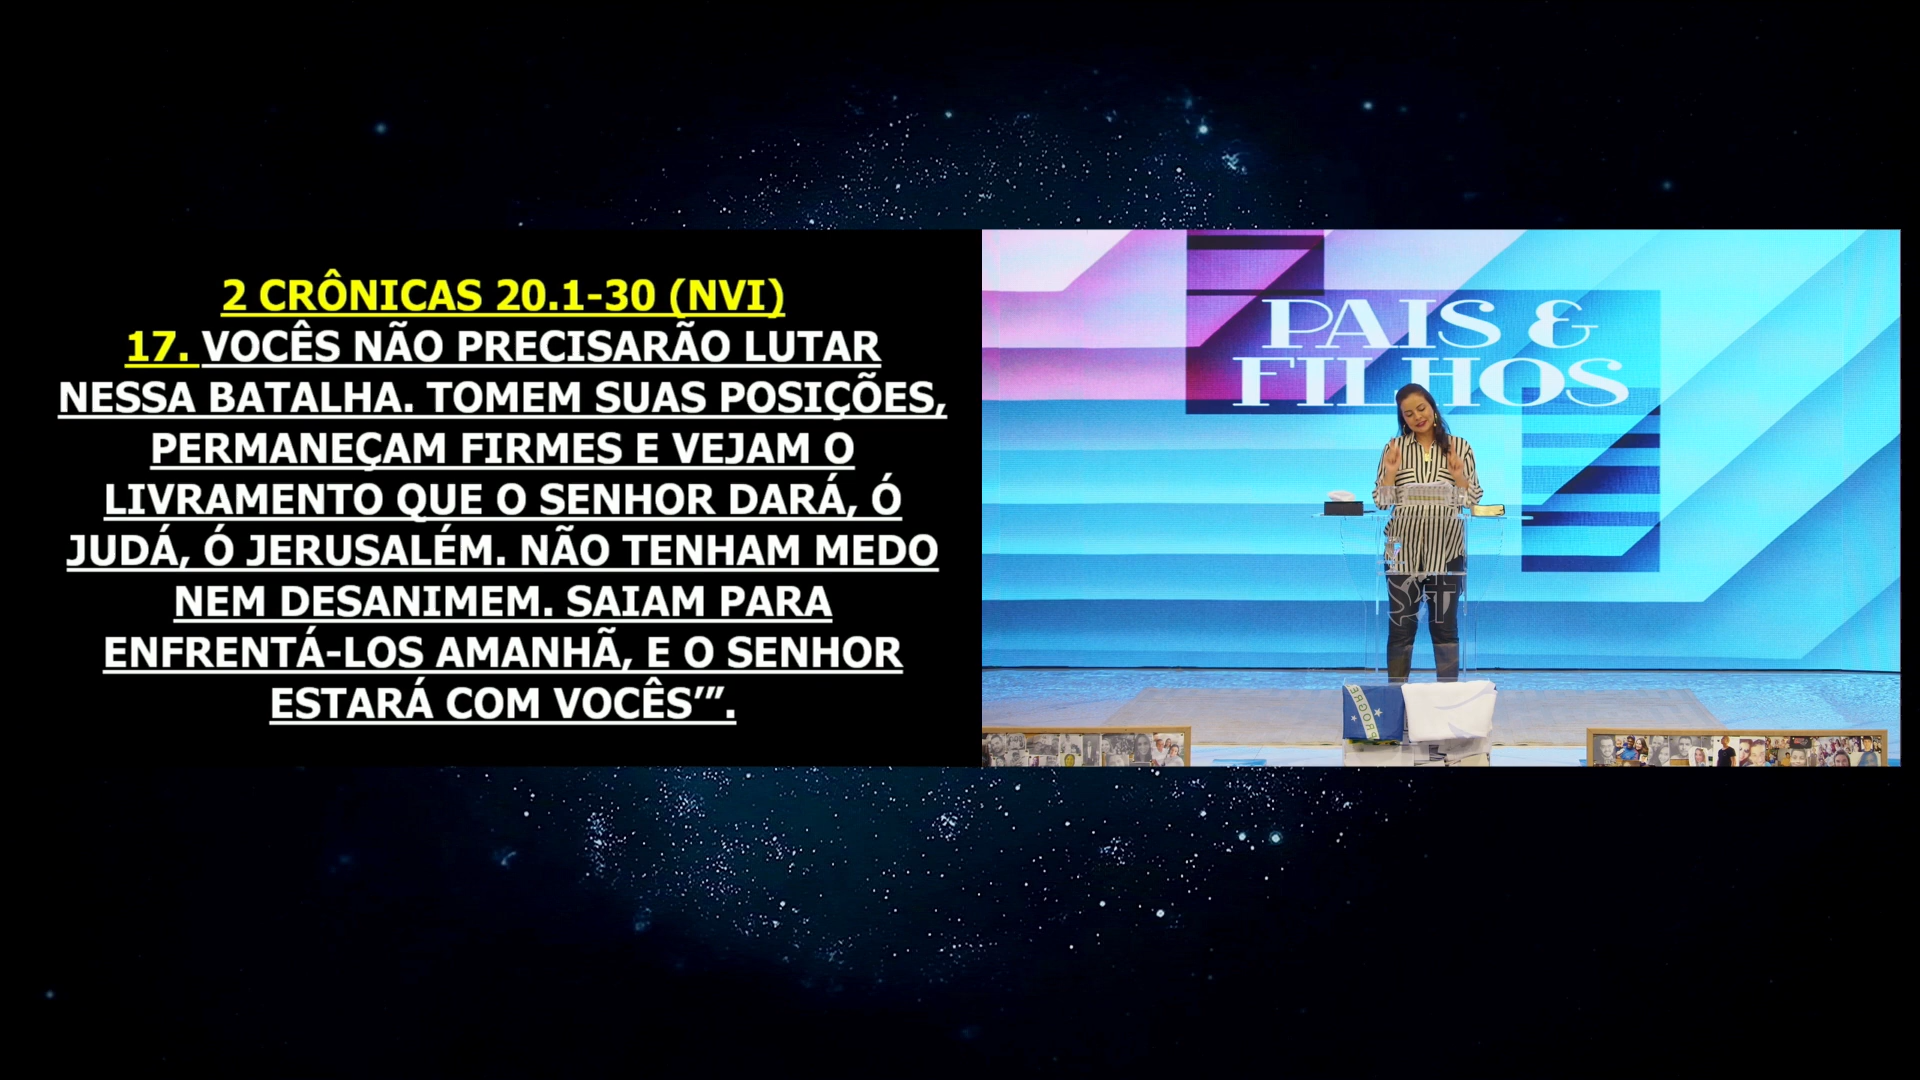 2 CRÔNICAS 20.1-30 (NVI)
17. VOCÊS NÃO PRECISARÃO LUTAR
NESSA BATALHA. TOMEM SUAS POSIÇÕES,
PERMANEÇAM FIRMES E VEJAM O
LIVRAMENTO QUE O SENHOR DARÁ, Ó
JUDÁ, Ó JERUSALÉM. NÃO TENHAM MEDO
NEM DESANIMEM. SAIAM PARA
ENFRENTÁ-LOS AMANHÃ, E O SENHOR
ESTARÁ COM VOCÊS’”.
PAIS &
FILHOS
PROGRE